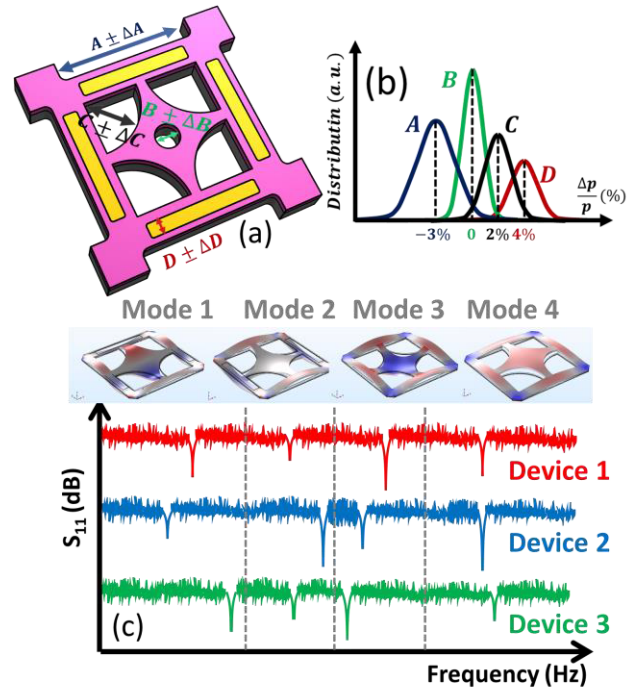 A ± ΔA
B ± ΔB
C ± ΔC
D ± ΔD
(a)
(b)
Distributin (a. u.)
A
B
C
D
Δp
p
(%)
−3%
0
2%
4%
Mode 1
Mode 2
Mode 3
Mode 4
S11 (dB)
Device 1
Device 2
Device 3
(c)
Frequency (Hz)